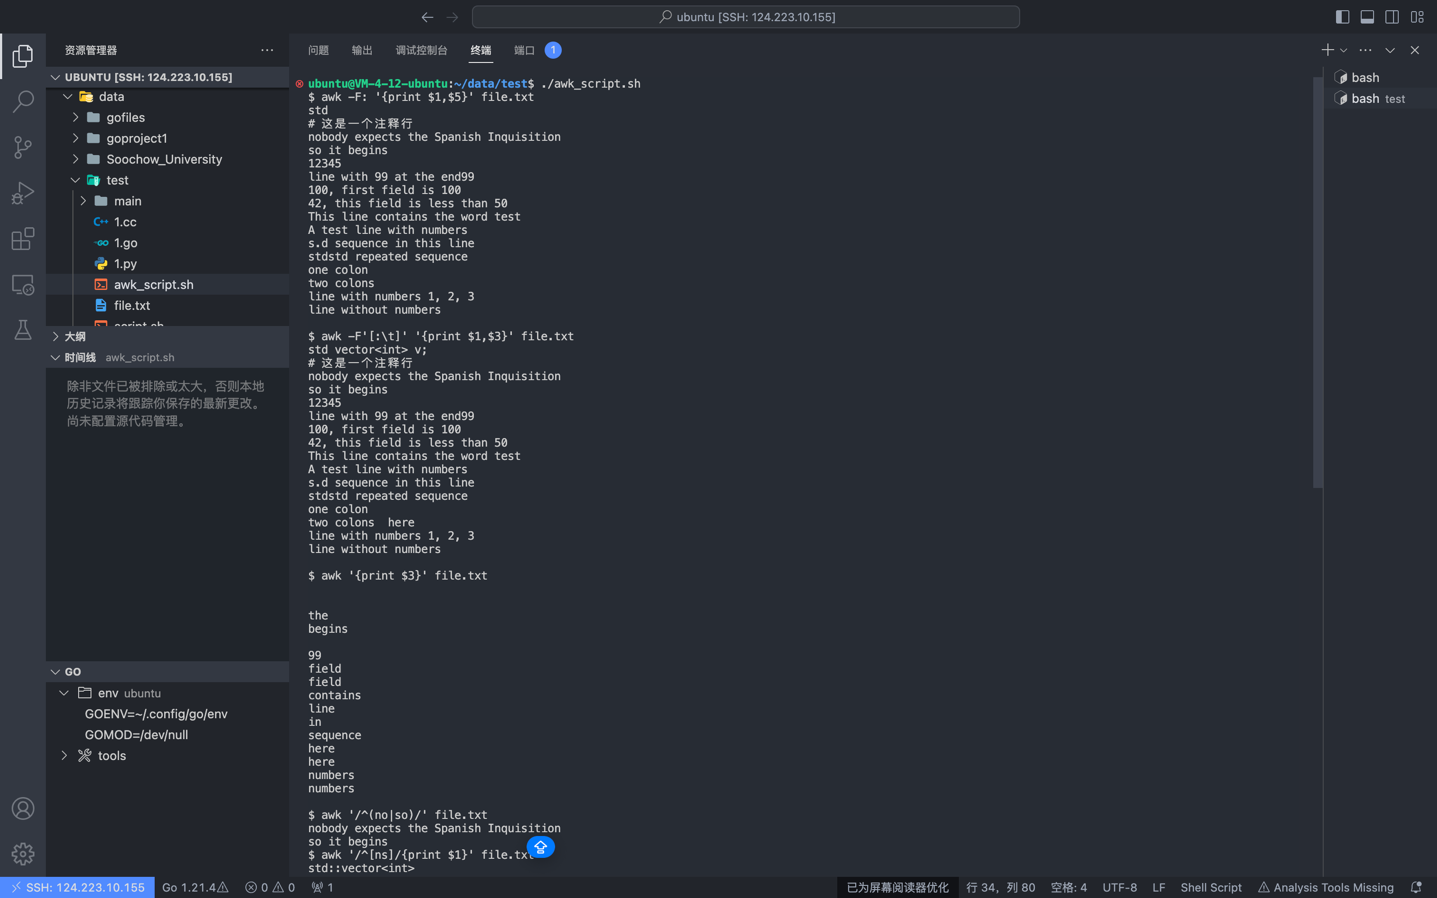 ubuntu [SSH: 124.223.10.155]
资源管理器
UBUNTU [SSH: 124.223.10.155]
data
gofiles
goproject1
Soochow_University
test
main
C++ 1.cc
GO 1.go
1.py
awk_script.sh
file.txt
script.sh
大纲
时间线 awk_script.sh
除非文件已被排除或太大，否则本地
历史记录将跟踪你保存的最新更改。
尚未配置源代码管理。
GO
env ubuntu
GOENV=~/.config/go/env
GOMOD=/dev/null
tools
问题 输出 调试控制台 终端 端口 1
ubuntu@VM-4-12-ubuntu:~/data/test$ ./awk_script.sh
$ awk -F: '{print $1,$5}' file.txt
std
# 这是一个注释行
nobody expects the Spanish Inquisition
so it begins
12345
line with 99 at the end99
100, first field is 100
42, this field is less than 50
This line contains the word test
A test line with numbers
s.d sequence in this line
stdstd repeated sequence
one colon
two colons
line with numbers 1, 2, 3
line without numbers
$ awk -F'[:\t]' '{print $1,$3}' file.txt
std vector<int> v;
# 这是一个注释行
nobody expects the Spanish Inquisition
so it begins
12345
line with 99 at the end99
100, first field is 100
42, this field is less than 50
This line contains the word test
A test line with numbers
s.d sequence in this line
stdstd repeated sequence
one colon
two colons  here
line with numbers 1, 2, 3
line without numbers
$ awk '{print $3}' file.txt
the
begins
99
field
field
contains
line
in
sequence
here
here
numbers
numbers
$ awk '/^(no|so)/' file.txt
nobody expects the Spanish Inquisition
so it begins
$ awk '/^[ns]/{print $1}' file.txt
std::vector<int>
bash
bash test
SSH: 124.223.10.155 Go 1.21.4 0 0 1 已为屏幕阅读器优化 行 34，列 80 空格: 4 UTF-8 LF Shell Script Analysis Tools Missing